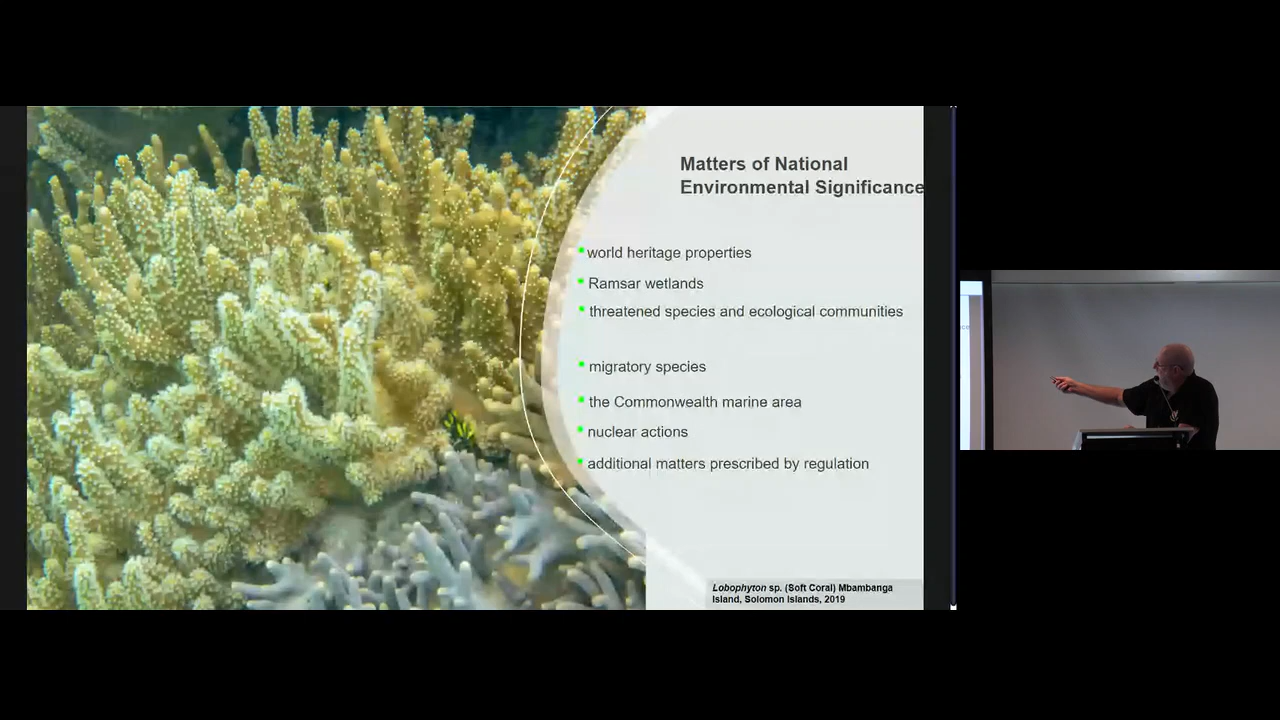 Matters of National
Environmental Significance
world heritage properties
Ramsar wetlands
threatened species and ecological communities
migratory species
the Commonwealth marine area
nuclear actions
additional matters prescribed by regulation
Lobophyton sp. (Soft Coral) Mbambanga
Island, Solomon Islands, 2019